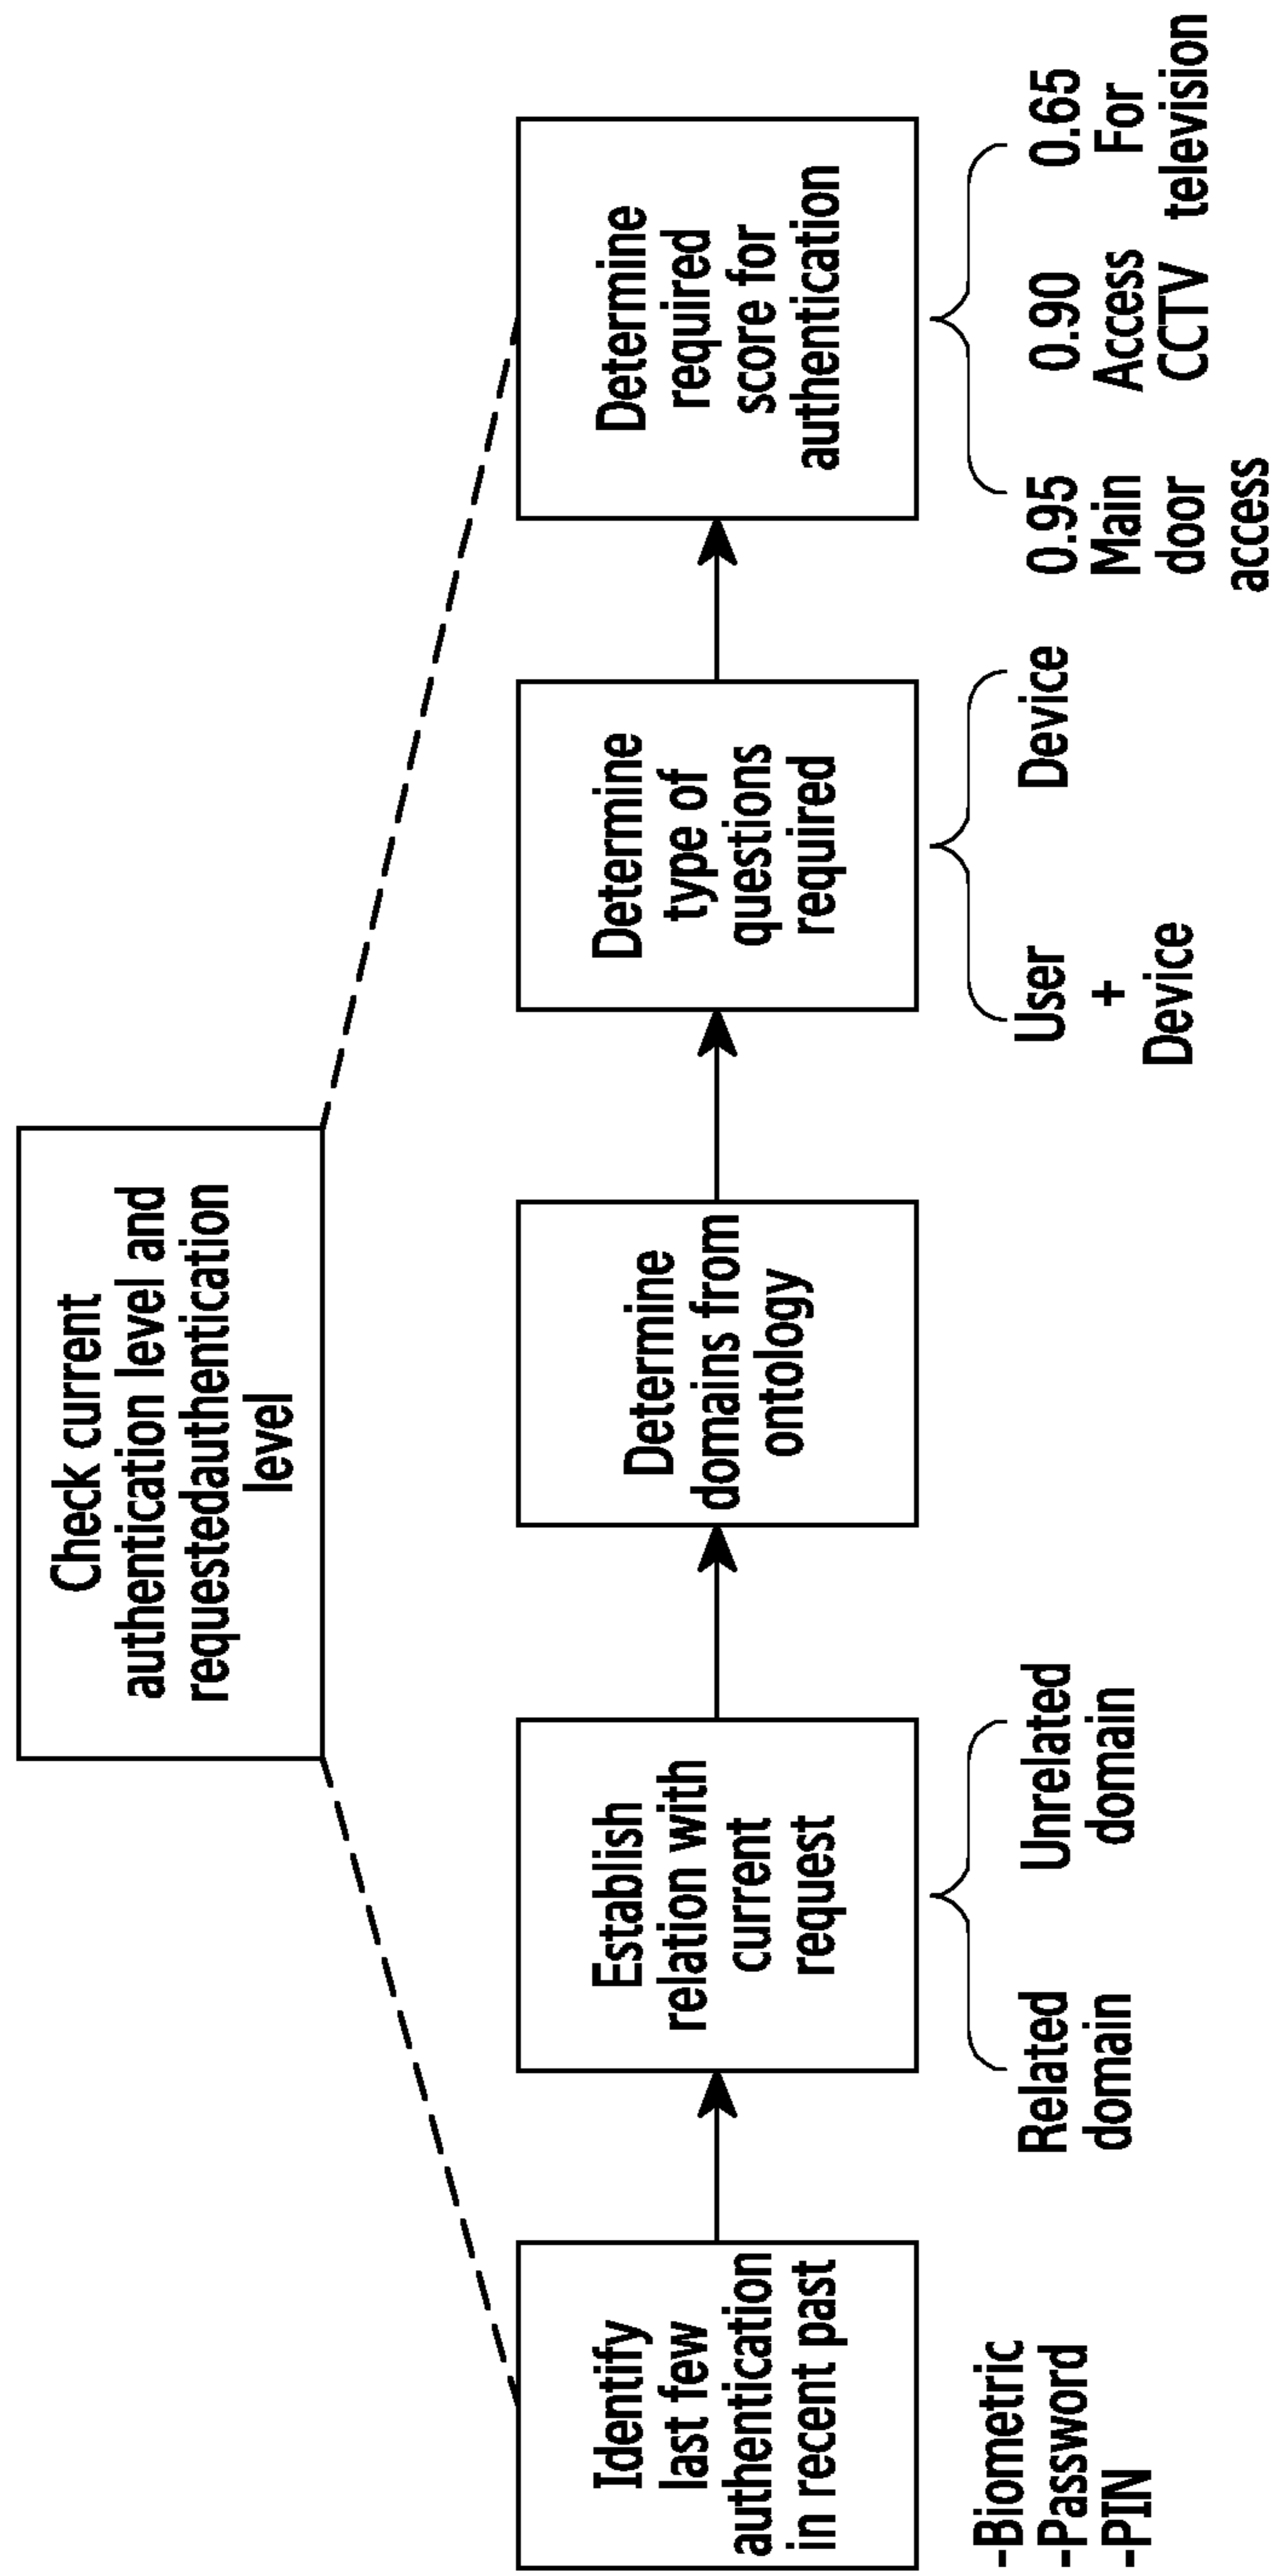 Check current
authentication level and
requestedauthentication
level
Identify
last few
authentication
in recent past
-Biometric
-Password
-PIN
Establish
relation with
current
request
Related
domain
Unrelated
domain
Determine
domains from
ontology
Determine
type of
questions
required
User
+
Device
Device
Determine
required
score for
authentication
0.95
Main
door
access
0.90
Access
CCTV
0.65
For
television